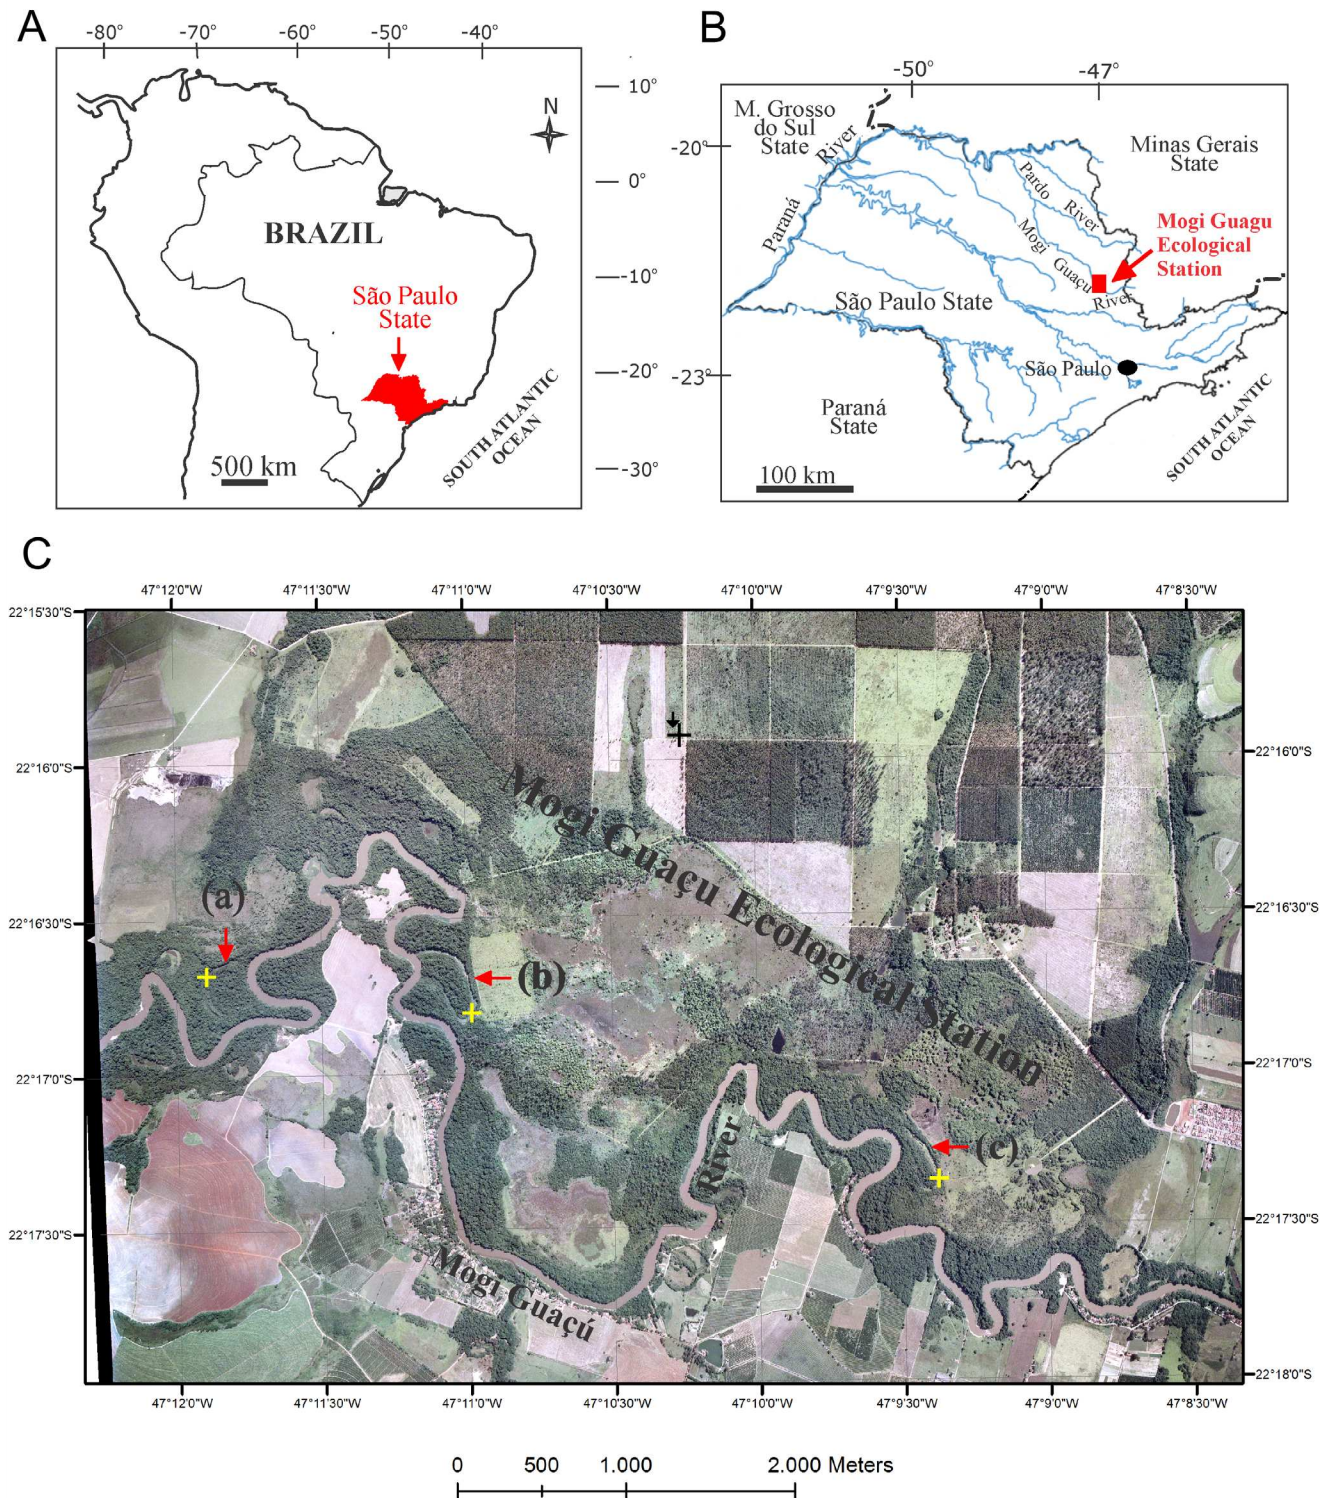 A
-80°
-70°
-60°
-50°
-40°
10°
N
0°
BRAZIL
-10°
São Paulo
State
-20°
SOUTH ATLANTIC
OCEAN
500 km
-30°
B
-50°
-47°
M. Grosso
do Sul
State
-20°
Minas Gerais
State
Paraná River
Pardo River
Mogi Guaçu River
Mogi Guagu
Ecological
Station
São Paulo State
São Paulo
-23°
Paraná
State
SOUTH ATLANTIC
OCEAN
100 km
C
47°12'0"W
47°11'30"W
47°11'0"W
47°10'30"W
47°10'0"W
47°9'30"W
47°9'0"W
47°8'30"W
22°15'30"S
22°16'0"S
22°16'0"S
Mogi Guaçu Ecological Station
(a)
22°16'30"S
22°16'30"S
(b)
22°17'0"S
22°17'0"S
(c)
River
22°17'30"S
22°17'30"S
Mogi Guaçú
22°18'0"S
47°12'0"W
47°11'30"W
47°11'0"W
47°10'30"W
47°10'0"W
47°9'30"W
47°9'0"W
47°8'30"W
0 500 1.000 2.000 Meters